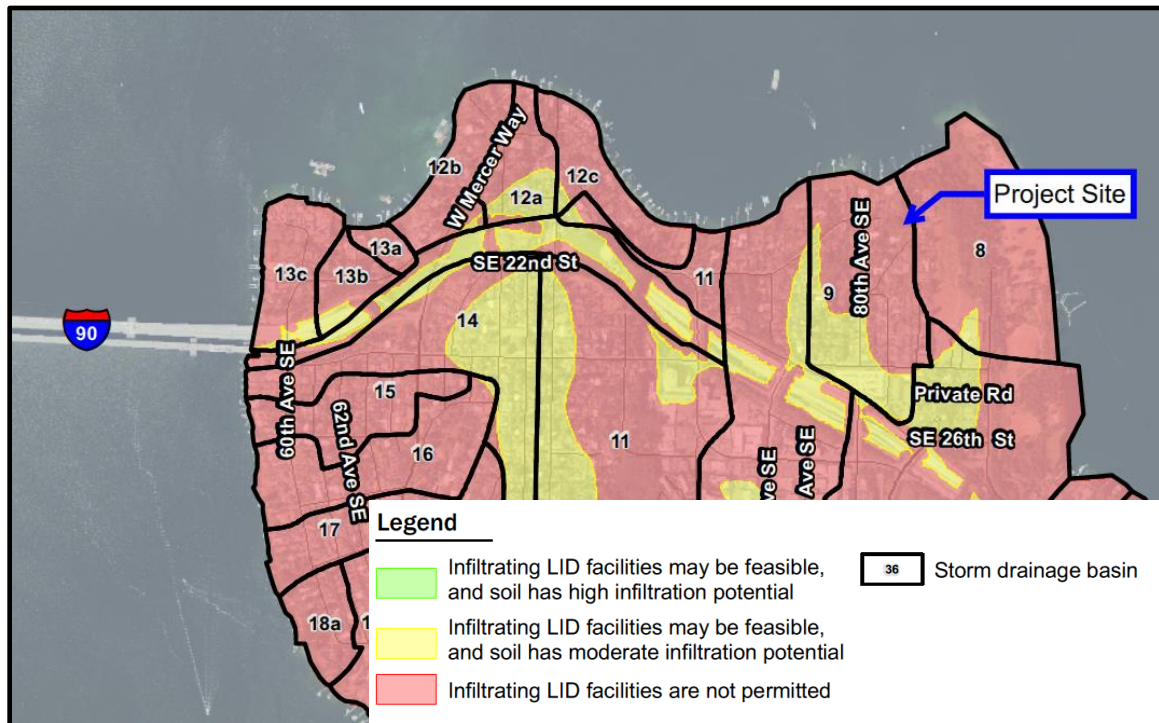 W Mercer Way
12b
12a
12c
Project Site
13a
13b
13c
SE 22nd St
11
80th Ave SE
8
9
90
14
60th Ave SE
15
62nd Ave SE
16
11
Private Rd
SE 26th St
ve SE
Ave SE
17
18a
1
Legend
Infiltrating LID facilities may be feasible,
and soil has high infiltration potential
36
Storm drainage basin
Infiltrating LID facilities may be feasible,
and soil has moderate infiltration potential
Infiltrating LID facilities are not permitted